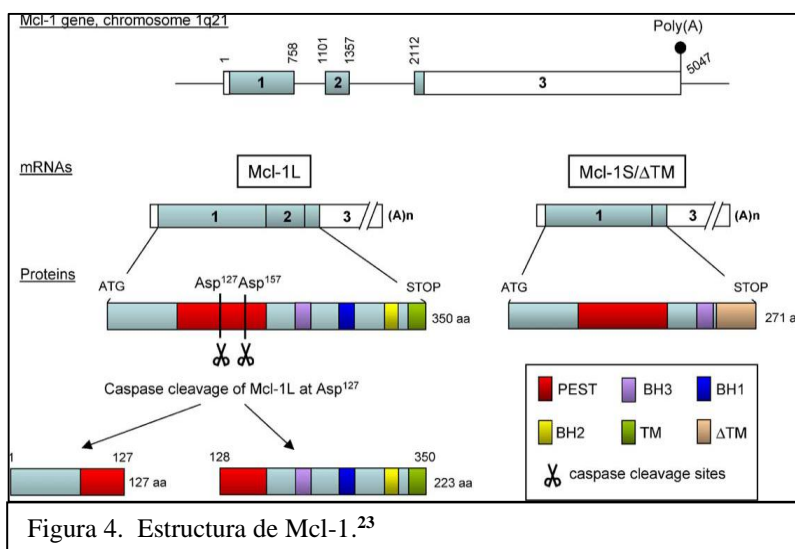 Mcl-1 gene, chromosome 1q21
Poly(A)
1
758
1101
1357
2112
5047
1
2
3
mRNAs
Mcl-1L
Mcl-1S/ΔTM
1
2
3
(A)n
1
3
(A)n
Proteins
ATG
Asp127
Asp157
STOP
350 aa
ATG
STOP
271 a
Caspase cleavage of Mcl-1L at Asp127
1
127
127 aa
128
350
223 aa
PEST
BH3
BH1
BH2
TM
ΔTM
caspase cleavage sites
Figura 4. Estructura de Mcl-1.23